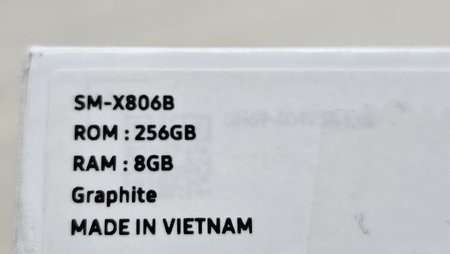 SM-X806B
ROM : 256GB
RAM : 8GB
Graphite
MADE IN VIETNAM